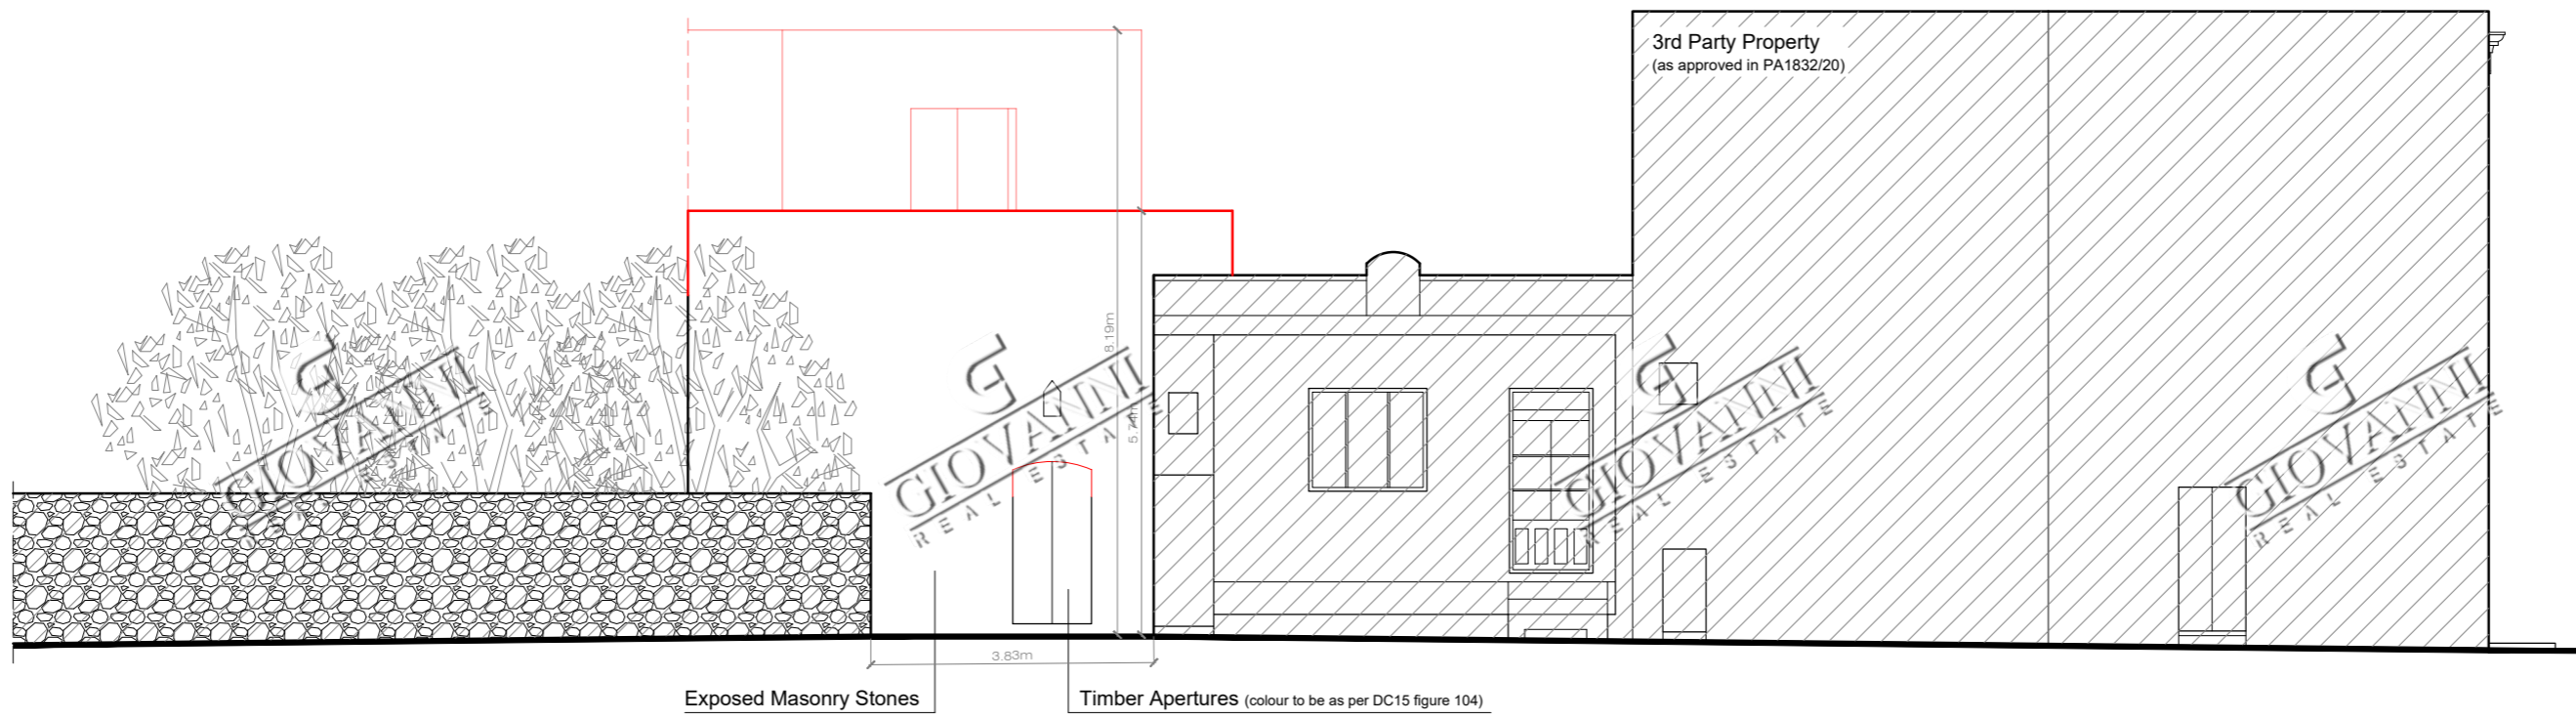 3rd Party Property
(as approved in PA1832/20)
8.19m
5.74m
GIOVANNI
REAL ESTATE
GIOVANNI
REAL ESTATE
GIOVANNI
REAL ESTATE
GIOVANNI
REAL ESTATE
3.83m
Exposed Masonry Stones
Timber Apertures (colour to be as per DC15 figure 104)